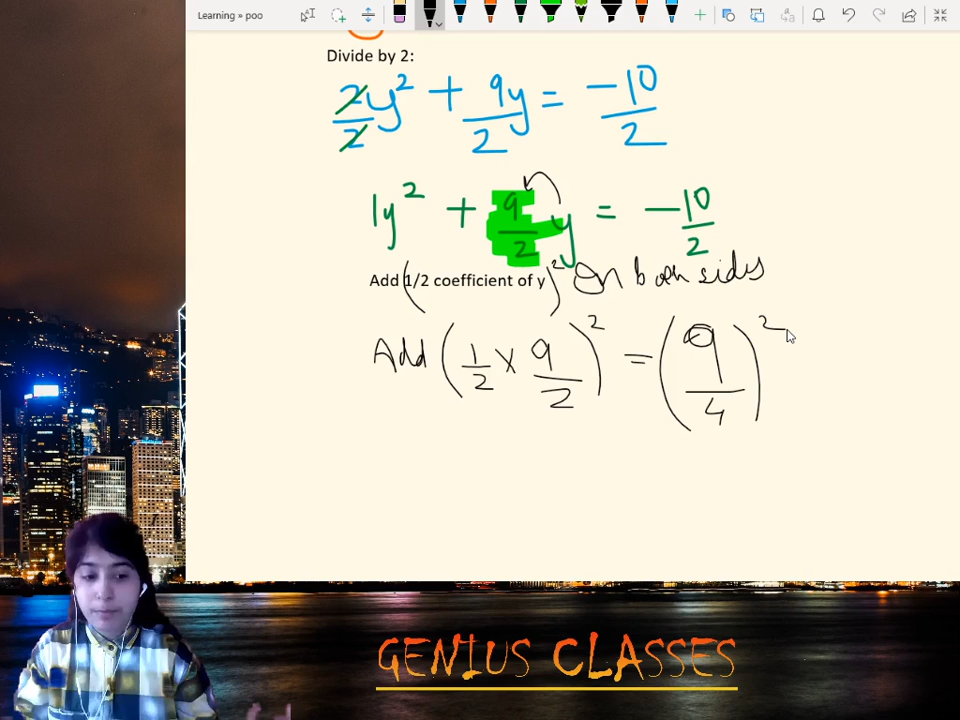 Learning » poo
Divide by 2:
2/2 y² + 9y/2 = -10/2
1y² + 9/2 y = -10/2
Add (1/2 coefficient of y)² On both sides
Add (1/2 × 9/2)² = (9/4)²
GENIUS CLASSES